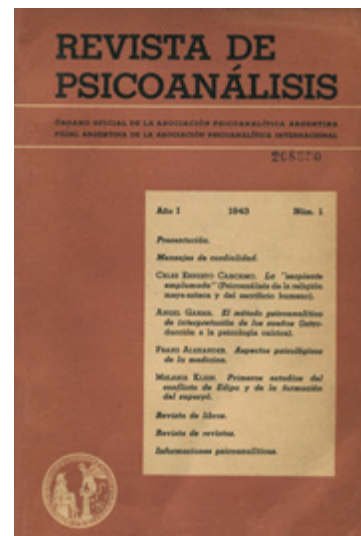 REVISTA DE
PSICOANÁLISIS
ÓRGANO OFICIAL DE LA ASOCIACIÓN PSICOANALÍTICA ARGENTINA
FILIAL ARGENTINA DE LA ASOCIACIÓN PSICOANALÍTICA INTERNACIONAL
Año I 1943 Núm. 1
Presentación.
Mensajes de cordialidad.
CELES ERNESTO CÁRCAMO. La "serpiente
emplumada" (Psicoanálisis de la religión
maya-azteca y del sacrificio humano).
ANGEL GARMA. El método psicoanalítico
de interpretación de los sueños (Intro-
ducción a la psicología onírica).
FRANZ ALEXANDER. Aspectos psicológicos
de la medicina.
MELANIE KLEIN. Primeros estadios del
conflicto de Edipo y de la formación
del superyó.
Revista de libros.
Revista de revistas.
Informaciones psicoanalíticas.